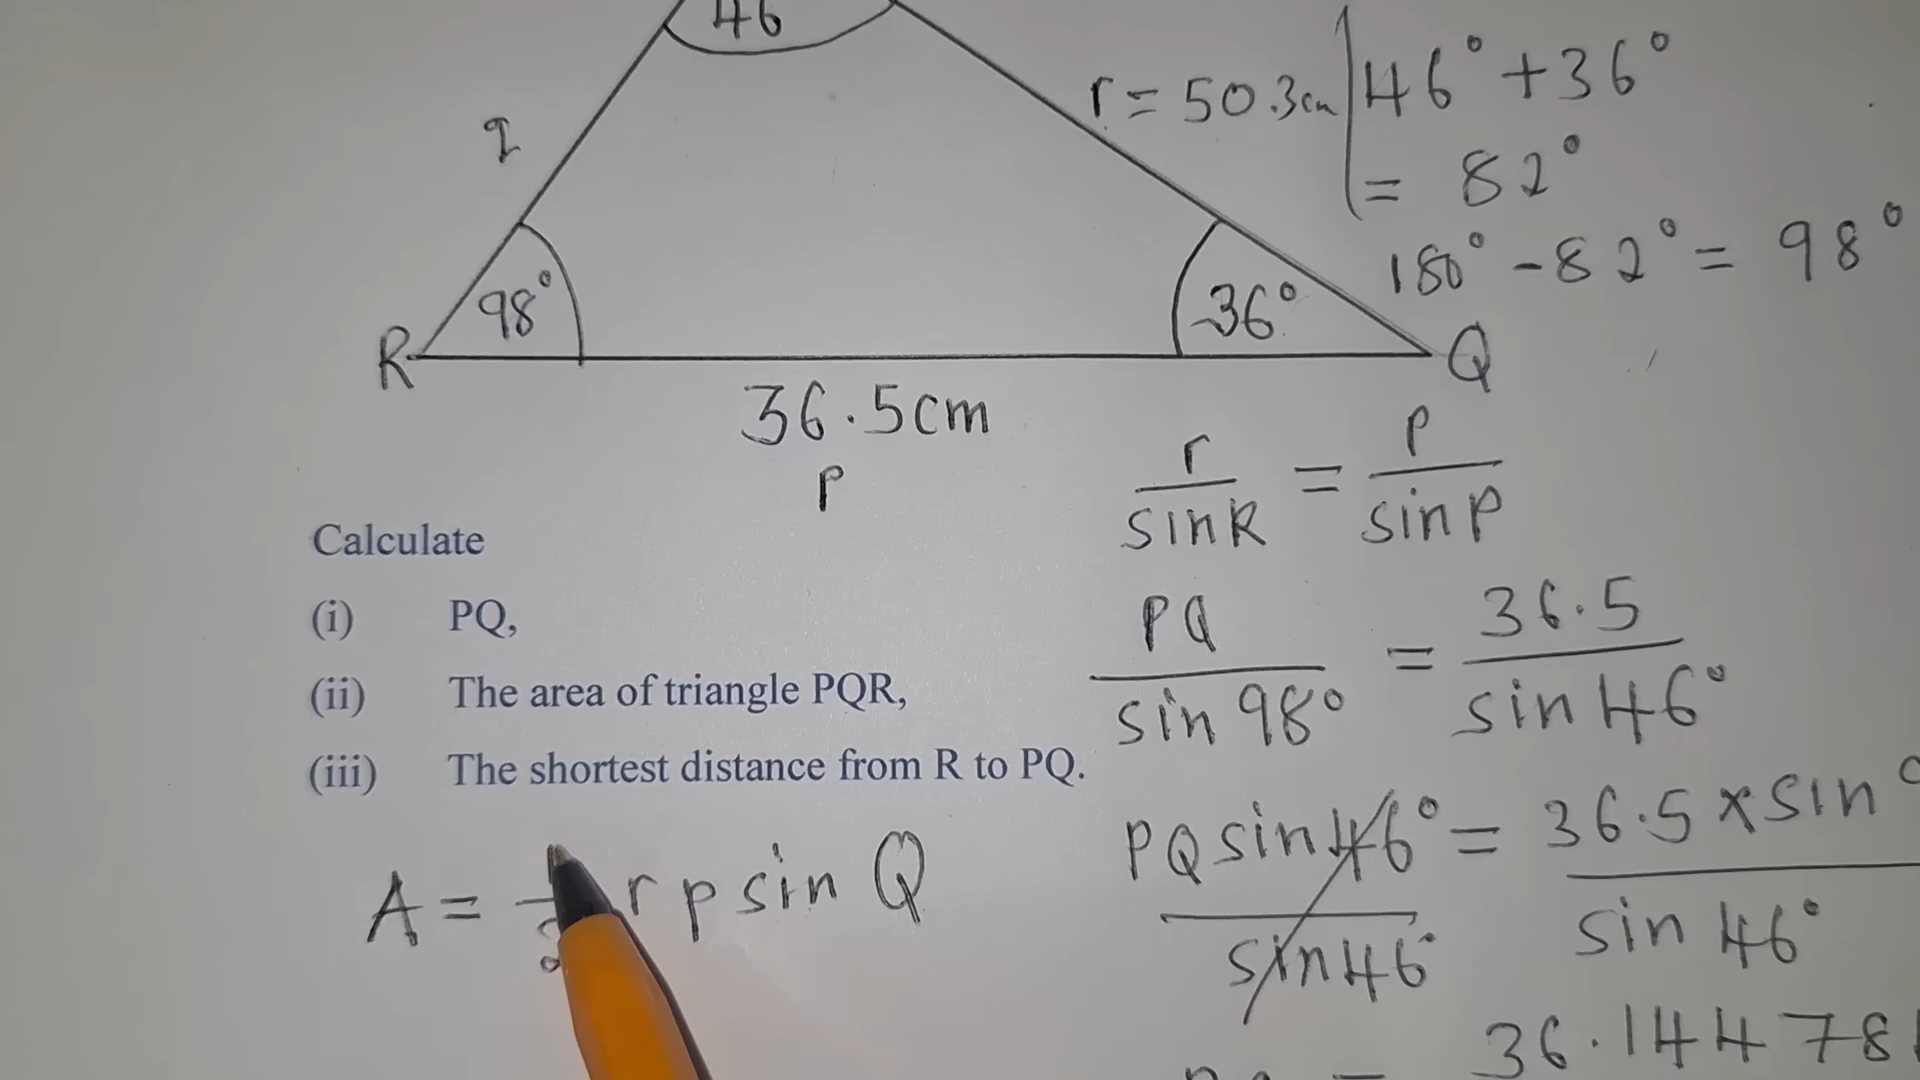 46
r = 50.3cm
46° + 36°
= 82°
180° - 82° = 98°
q
98°
36°
R
Q
36.5cm
P
r/sinR = P/sinP
Calculate
(i) PQ,
(ii) The area of triangle PQR,
(iii) The shortest distance from R to PQ.
PQ/sin 98° = 36.5/sin 46°
PQ sin 46°/sin 46° = 36.5 x sin/sin 46°
A = r p sin Q
36.14478